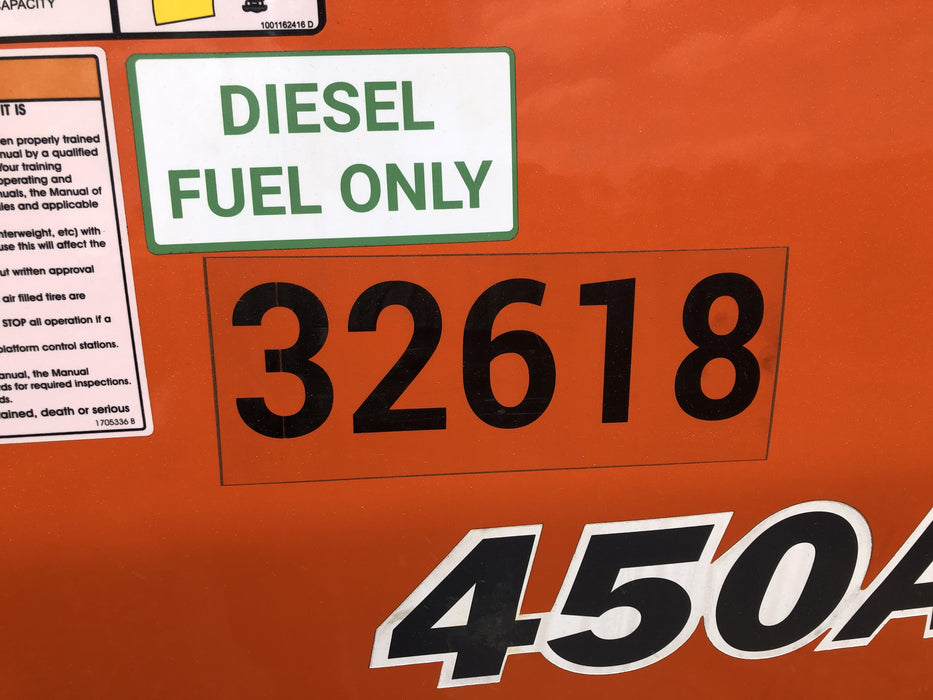 CAPACITY
1001162416 D
DIESEL
FUEL ONLY
IT IS
en properly trained
nual by a qualified
Your training
operating and
nuals, the Manual of
les and applicable
nterweight, etc) with
use this will affect the
ut written approval
air filled tires are
STOP all operation if a
platform control stations.
anual, the Manual
rds for required inspections.
ds.
ained, death or serious
1705336 B
32618
450A